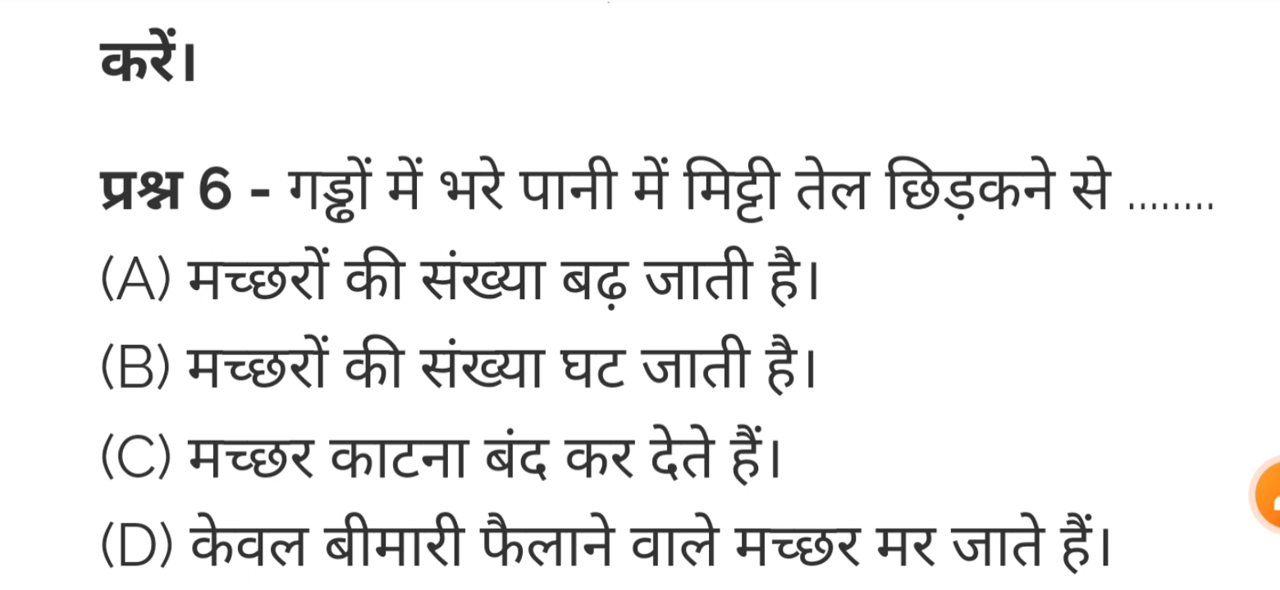 करें।
प्रश्न 6 - गड्ढों में भरे पानी में मिट्टी तेल छिड़कने से ........
(A) मच्छरों की संख्या बढ़ जाती है।
(B) मच्छरों की संख्या घट जाती है।
(C) मच्छर काटना बंद कर देते हैं।
(D) केवल बीमारी फैलाने वाले मच्छर मर जाते हैं।